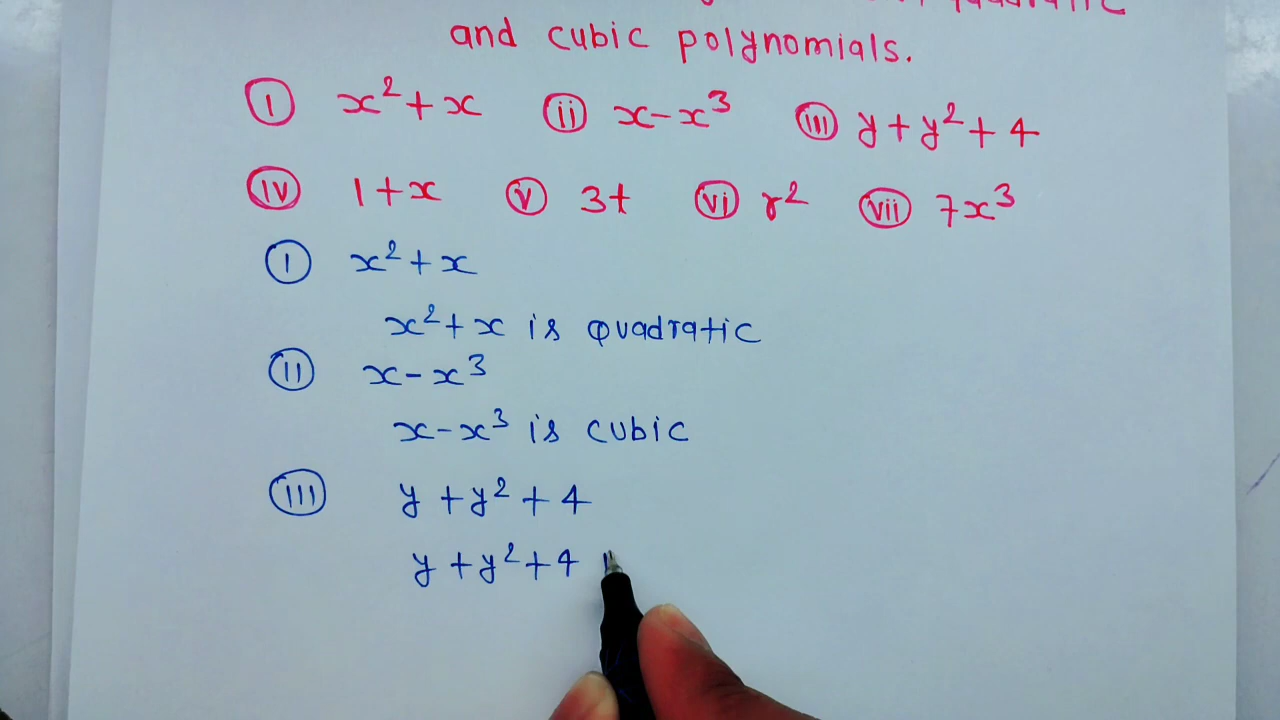 and cubic polynomials.
(i) x²+x (ii) x-x³ (iii) y+y²+4
(iv) 1+x (v) 3t (vi) r² (vii) 7x³
(i) x²+x
x²+x is quadratic
(ii) x-x³
x-x³ is cubic
(iii) y+y²+4
y+y²+4